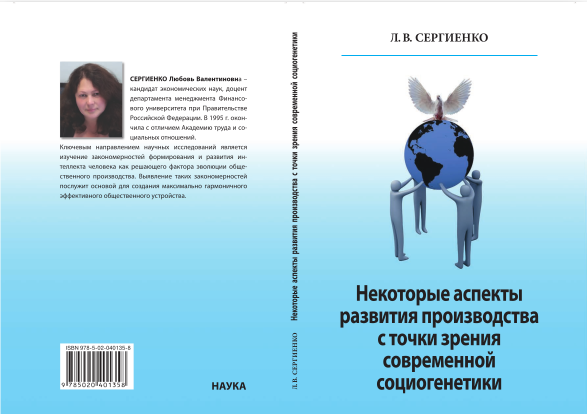 СЕРГИЕНКО Любовь Валентиновна –
кандидат экономических наук, доцент
департамента менеджмента Финансо-
вого университета при Правительстве
Российской Федерации. В 1995 г. окон-
чила с отличием Академию труда и со-
циальных отношений.
Ключевым направлением научных исследований является
изучение закономерностей формирования и развития ин-
теллекта человека как решающего фактора эволюции обще-
ственного производства. Выявление таких закономерностей
послужит основой для создания максимально гармоничного
эффективного общественного устройства.
ISBN 978-5-02-040135-8
9785020401358
НАУКА
Л. В. СЕРГИЕНКО
Некоторые аспекты развития производства с точки зрения современной социогенетики
Л. В. СЕРГИЕНКО
Некоторые аспекты
развития производства
с точки зрения
современной
социогенетики